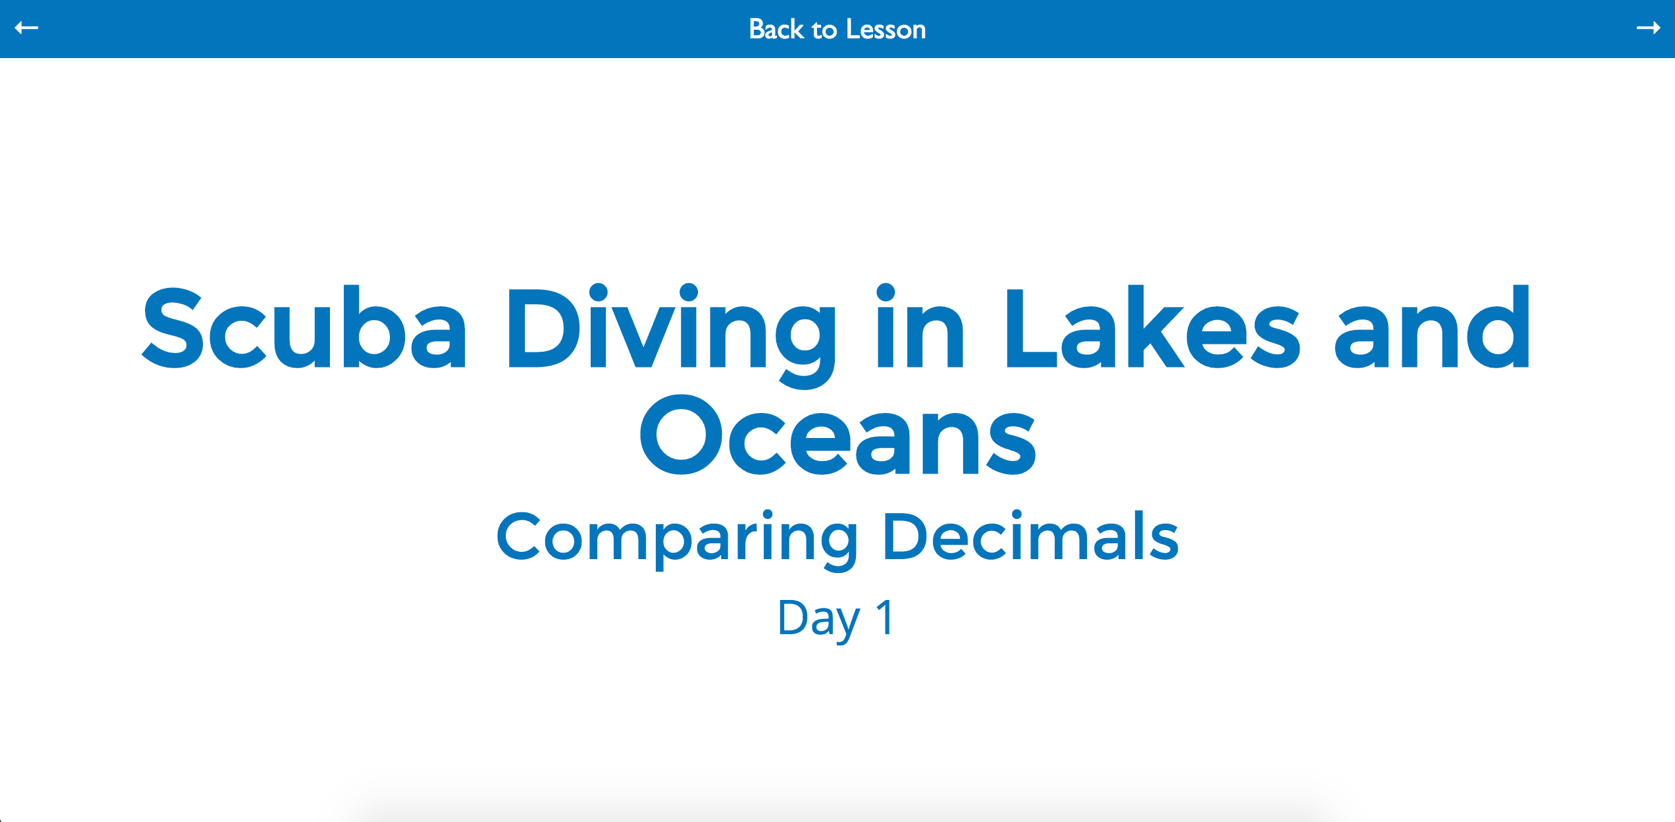 Back to Lesson
Scuba Diving in Lakes and
Oceans
Comparing Decimals
Day 1